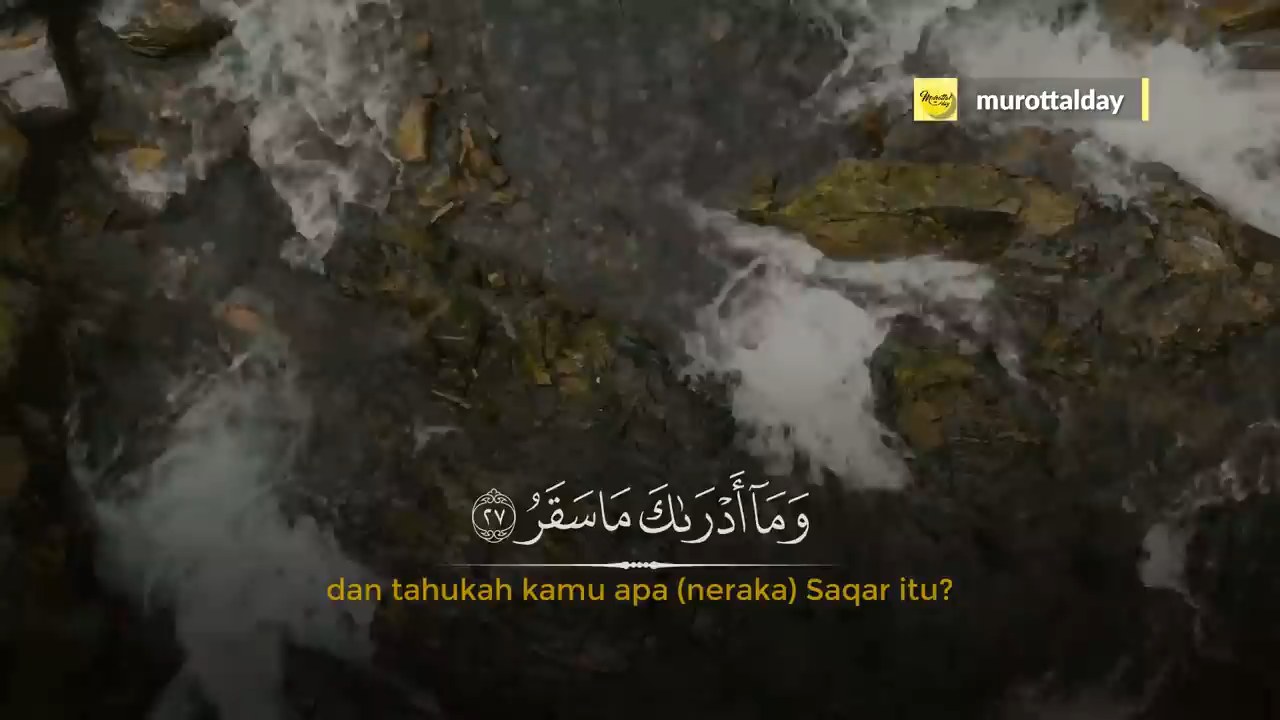 murottalday
وَمَآ أَدْرَىٰكَ مَا سَقَرُ ٢٧
dan tahukah kamu apa (neraka) Saqar itu?